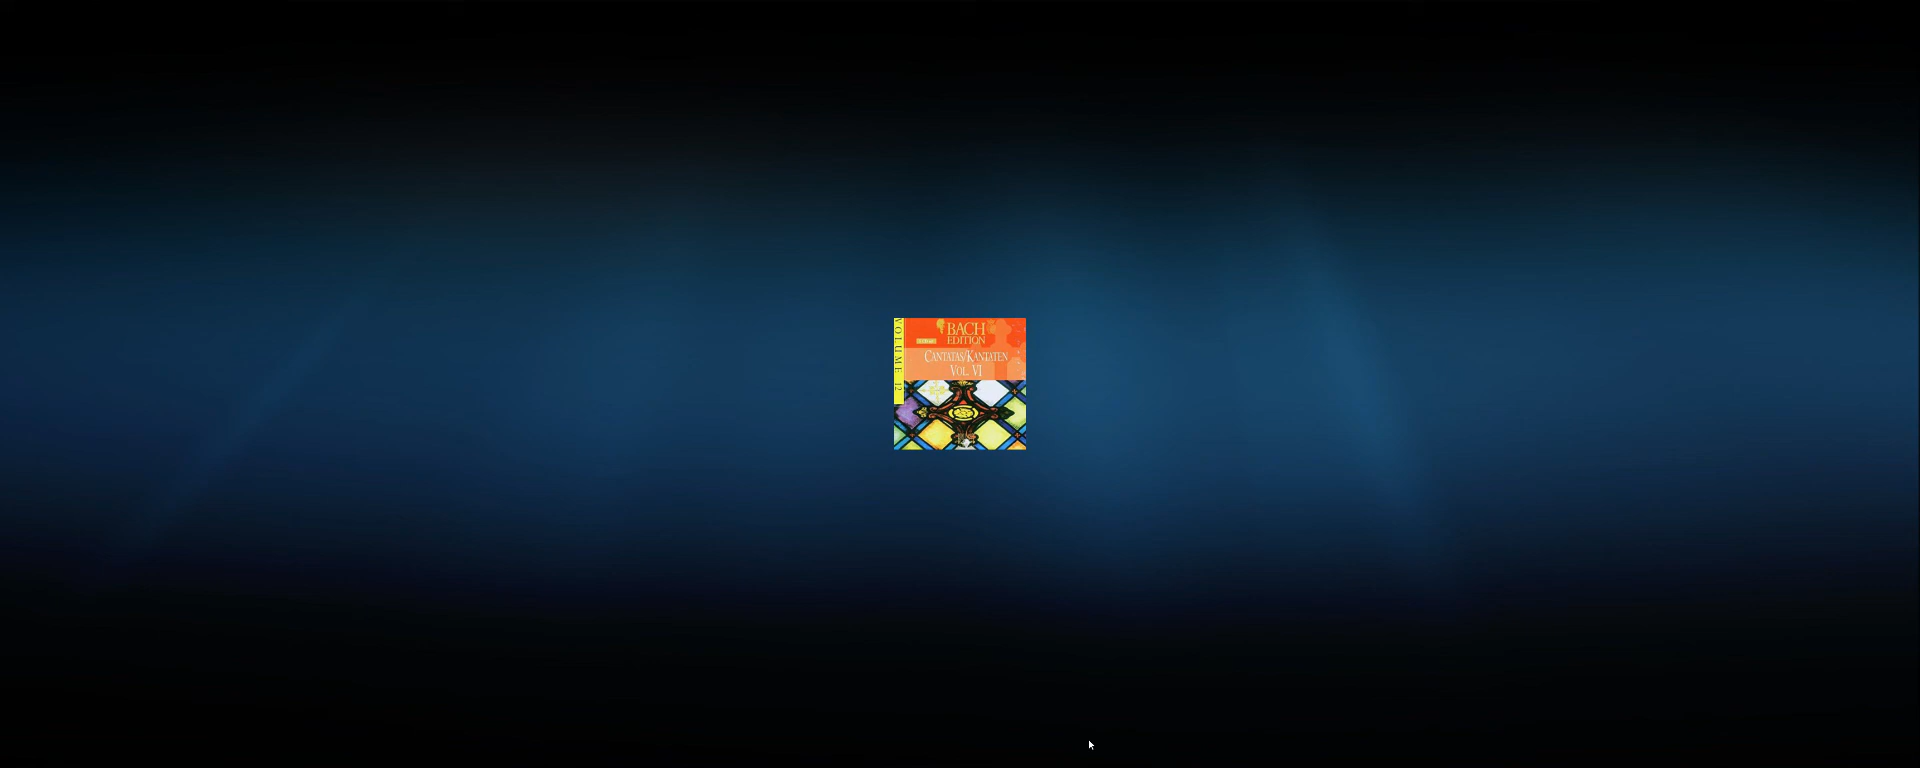 VOLUME 12
BACH
EDITION
CANTATAS/KANTATEN
VOL. VI